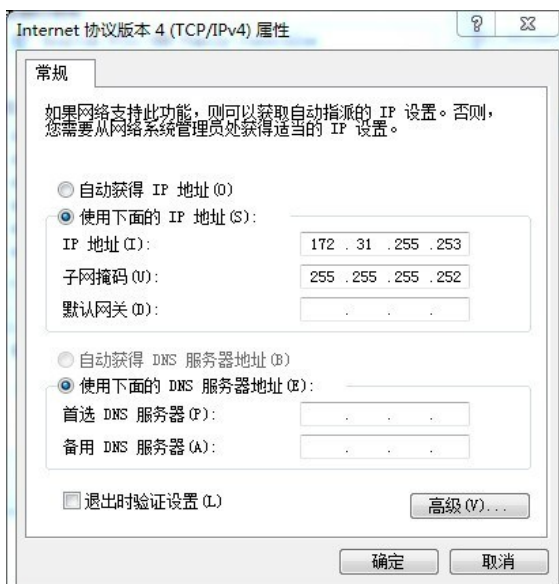 Internet 协议版本 4 (TCP/IPv4) 属性
常规
如果网络支持此功能，则可以获取自动指派的 IP 设置。否则，
您需要从网络系统管理员处获得适当的 IP 设置。
自动获得 IP 地址(O)
使用下面的 IP 地址(S):
IP 地址(I): 172 . 31 .255 .253
子网掩码(U): 255 .255 .255 .252
默认网关(D): . . .
自动获得 DNS 服务器地址(B)
使用下面的 DNS 服务器地址(E):
首选 DNS 服务器(P): . . .
备用 DNS 服务器(A): . . .
退出时验证设置(L)
高级(V)...
确定 取消